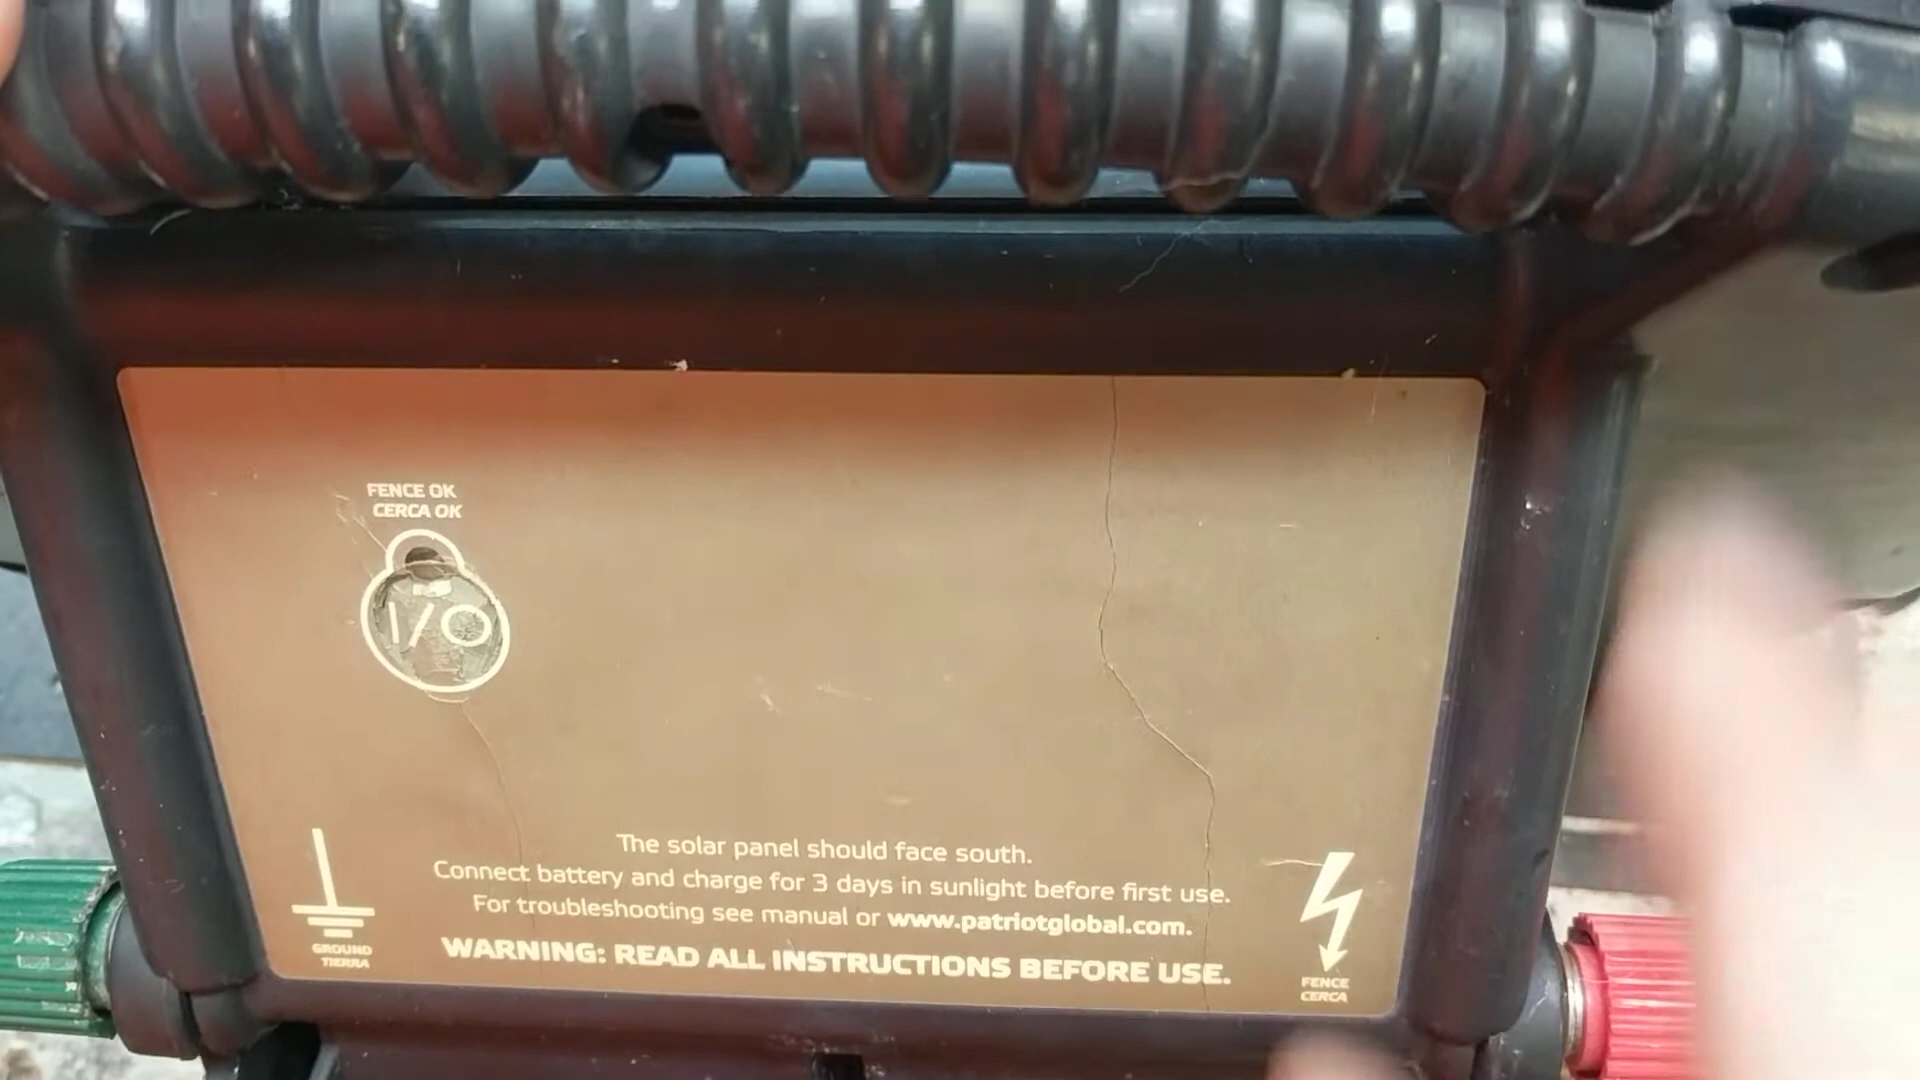 FENCE OK
CERCA OK
I/O
The solar panel should face south.
Connect battery and charge for 3 days in sunlight before first use.
For troubleshooting see manual or www.patriotglobal.com.
WARNING: READ ALL INSTRUCTIONS BEFORE USE.
GROUND
TIERRA
FENCE
CERCA